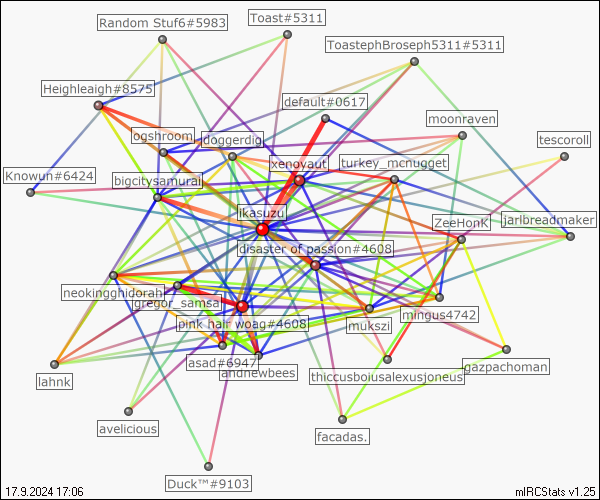 Random Stuf6#5983
Toast#5311
ToastephBroseph5311#5311
Heighleaigh#8575
default#0617
moonraven
ogshroom
doggerdig
tescoroll
xenoyaut
turkey_mcnugget
Knowun#6424
bigcitysamurai
ikasuzu
ZeeHonK
jarlbreadmaker
disaster of passion#4608
neokingghidorah
gregor_samsa
mingus4742
pink hair woag#4608
mukszi
asad#6947
andnewbees
gazpachoman
lahnk
thiccusboiusalexusjoneus
avelicious
facadas.
Duck™#9103
17.9.2024 17:06
mIRCStats v1.25